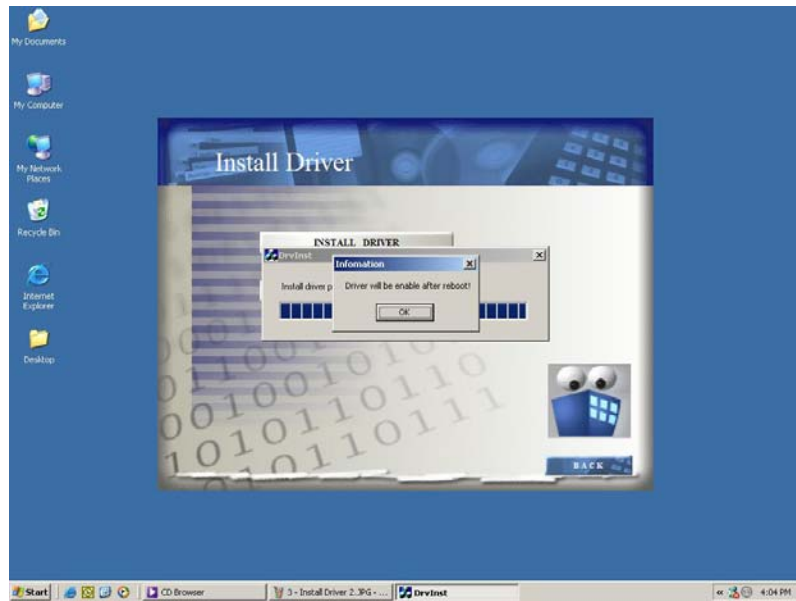 My Documents
My Computer
My Network
Places
Recycle Bin
Internet
Explorer
Desktop
Install Driver
INSTALL DRIVER
DrvInst
Install driver p
Infomation
Driver will be enable after reboot!
OK
BACK
Start
CD Browser
3 - Install Driver 2.JPG - ...
DrvInst
4:04 PM